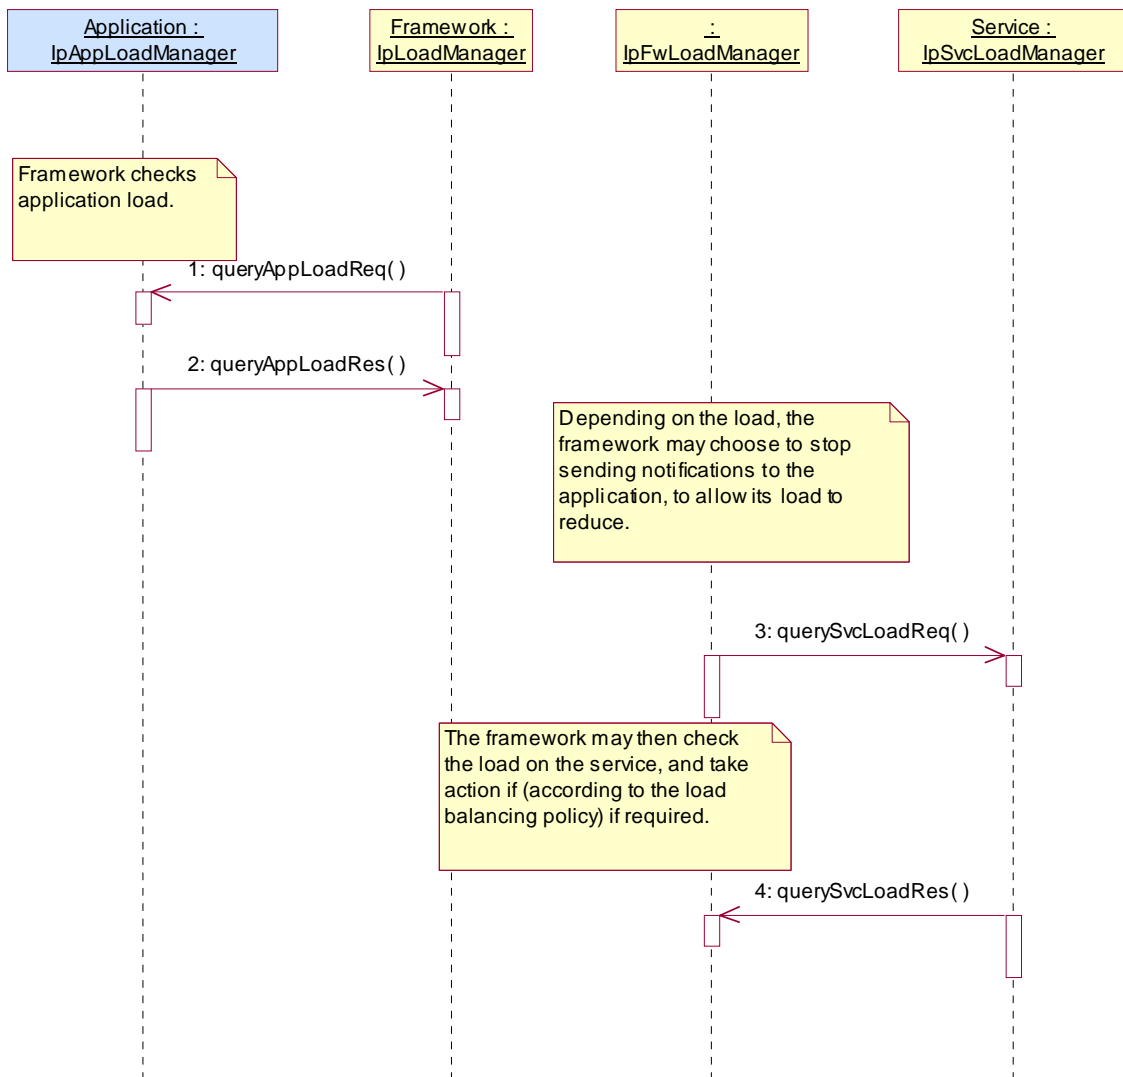 Application :
IpAppLoadManager
Framework :
IpLoadManager
:
IpFwLoadManager
Service :
IpSvcLoadManager
Framework checks
application load.
1: queryAppLoadReq( )
2: queryAppLoadRes( )
Depending on the load, the
framework may choose to stop
sending notifications to the
application, to allow its load to
reduce.
3: querySvcLoadReq( )
The framework may then check
the load on the service, and take
action if (according to the load
balancing policy) if required.
4: querySvcLoadRes( )